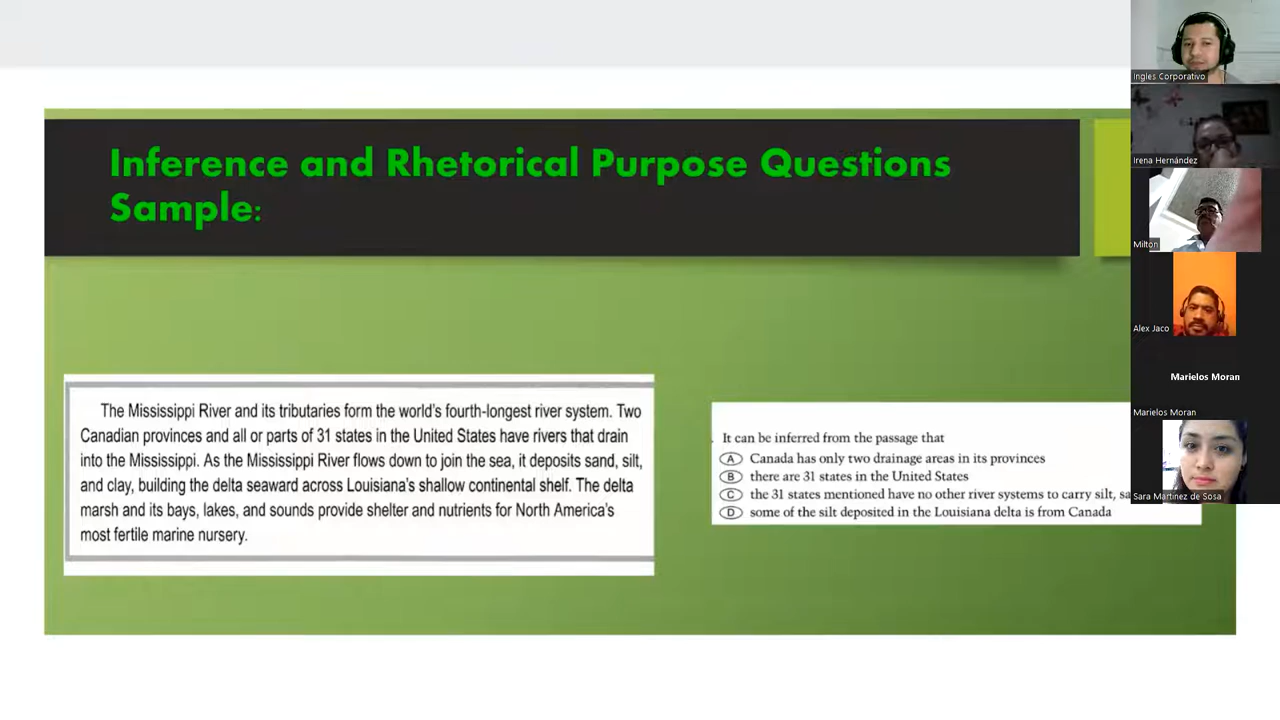 Inference and Rhetorical Purpose Questions
Sample:
The Mississippi River and its tributaries form the world's fourth-longest river system. Two
Canadian provinces and all or parts of 31 states in the United States have rivers that drain
into the Mississippi. As the Mississippi River flows down to join the sea, it deposits sand, silt,
and clay, building the delta seaward across Louisiana's shallow continental shelf. The delta
marsh and its bays, lakes, and sounds provide shelter and nutrients for North America's
most fertile marine nursery.
It can be inferred from the passage that
A Canada has only two drainage areas in its provinces
B there are 31 states in the United States
C the 31 states mentioned have no other river systems to carry silt,
D some of the silt deposited in the Louisiana delta is from Canada
Ingles Corporativo
Irena Hernández
Milton
Alex Jaco
Marielos Moran
Marielos Moran
Sara Martinez de Sosa